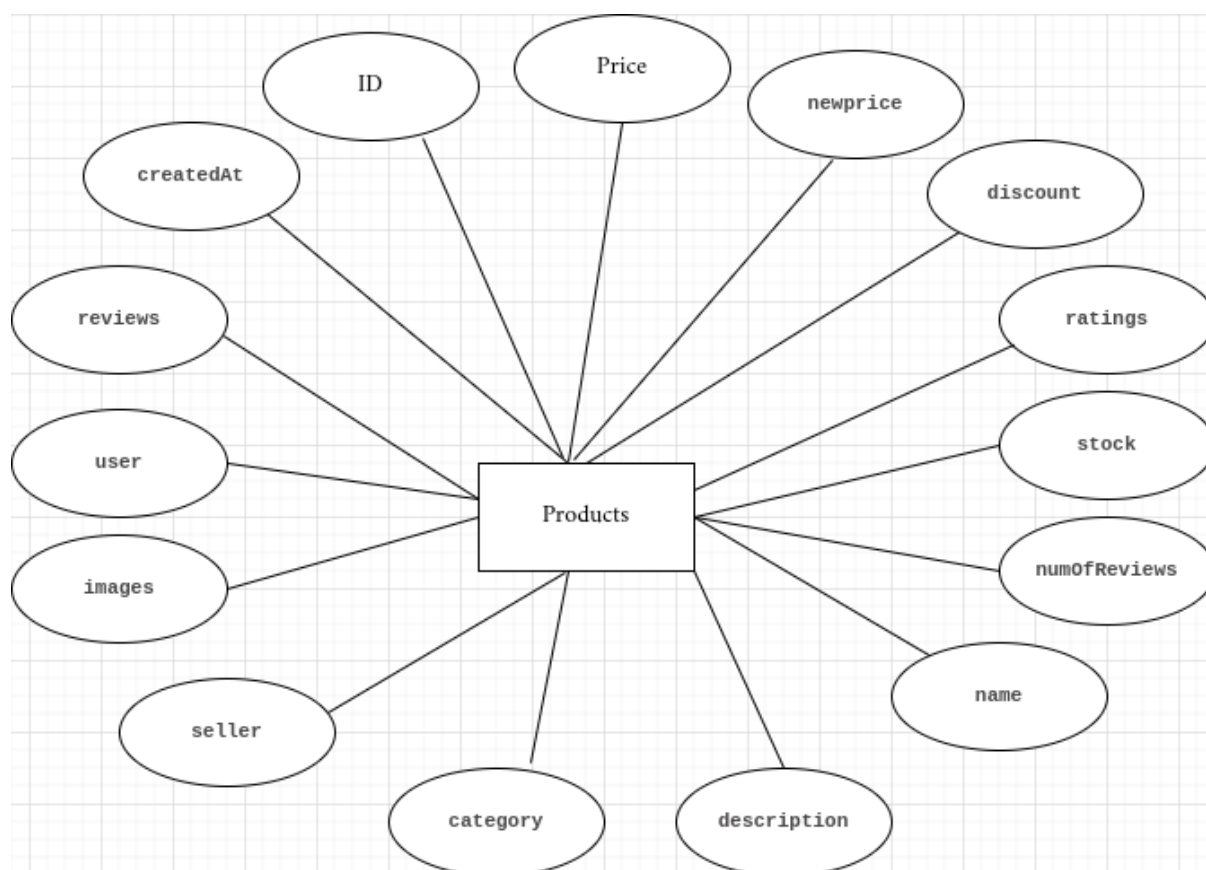 Price
ID
newprice
createdAt
discount
reviews
ratings
user
stock
Products
images
numOfReviews
seller
name
category
description